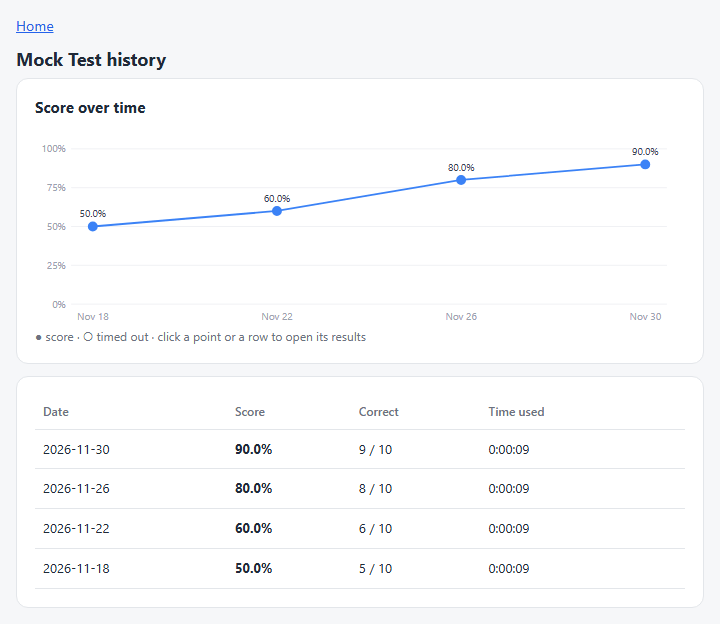 Home
Mock Test history
Score over time
100%
90.0%
80.0%
75%
60.0%
50.0%
50%
25%
0%
Nov 18 Nov 22 Nov 26 Nov 30
● score · ○ timed out · click a point or a row to open its results
Date Score Correct Time used
2026-11-30 90.0% 9 / 10 0:00:09
2026-11-26 80.0% 8 / 10 0:00:09
2026-11-22 60.0% 6 / 10 0:00:09
2026-11-18 50.0% 5 / 10 0:00:09